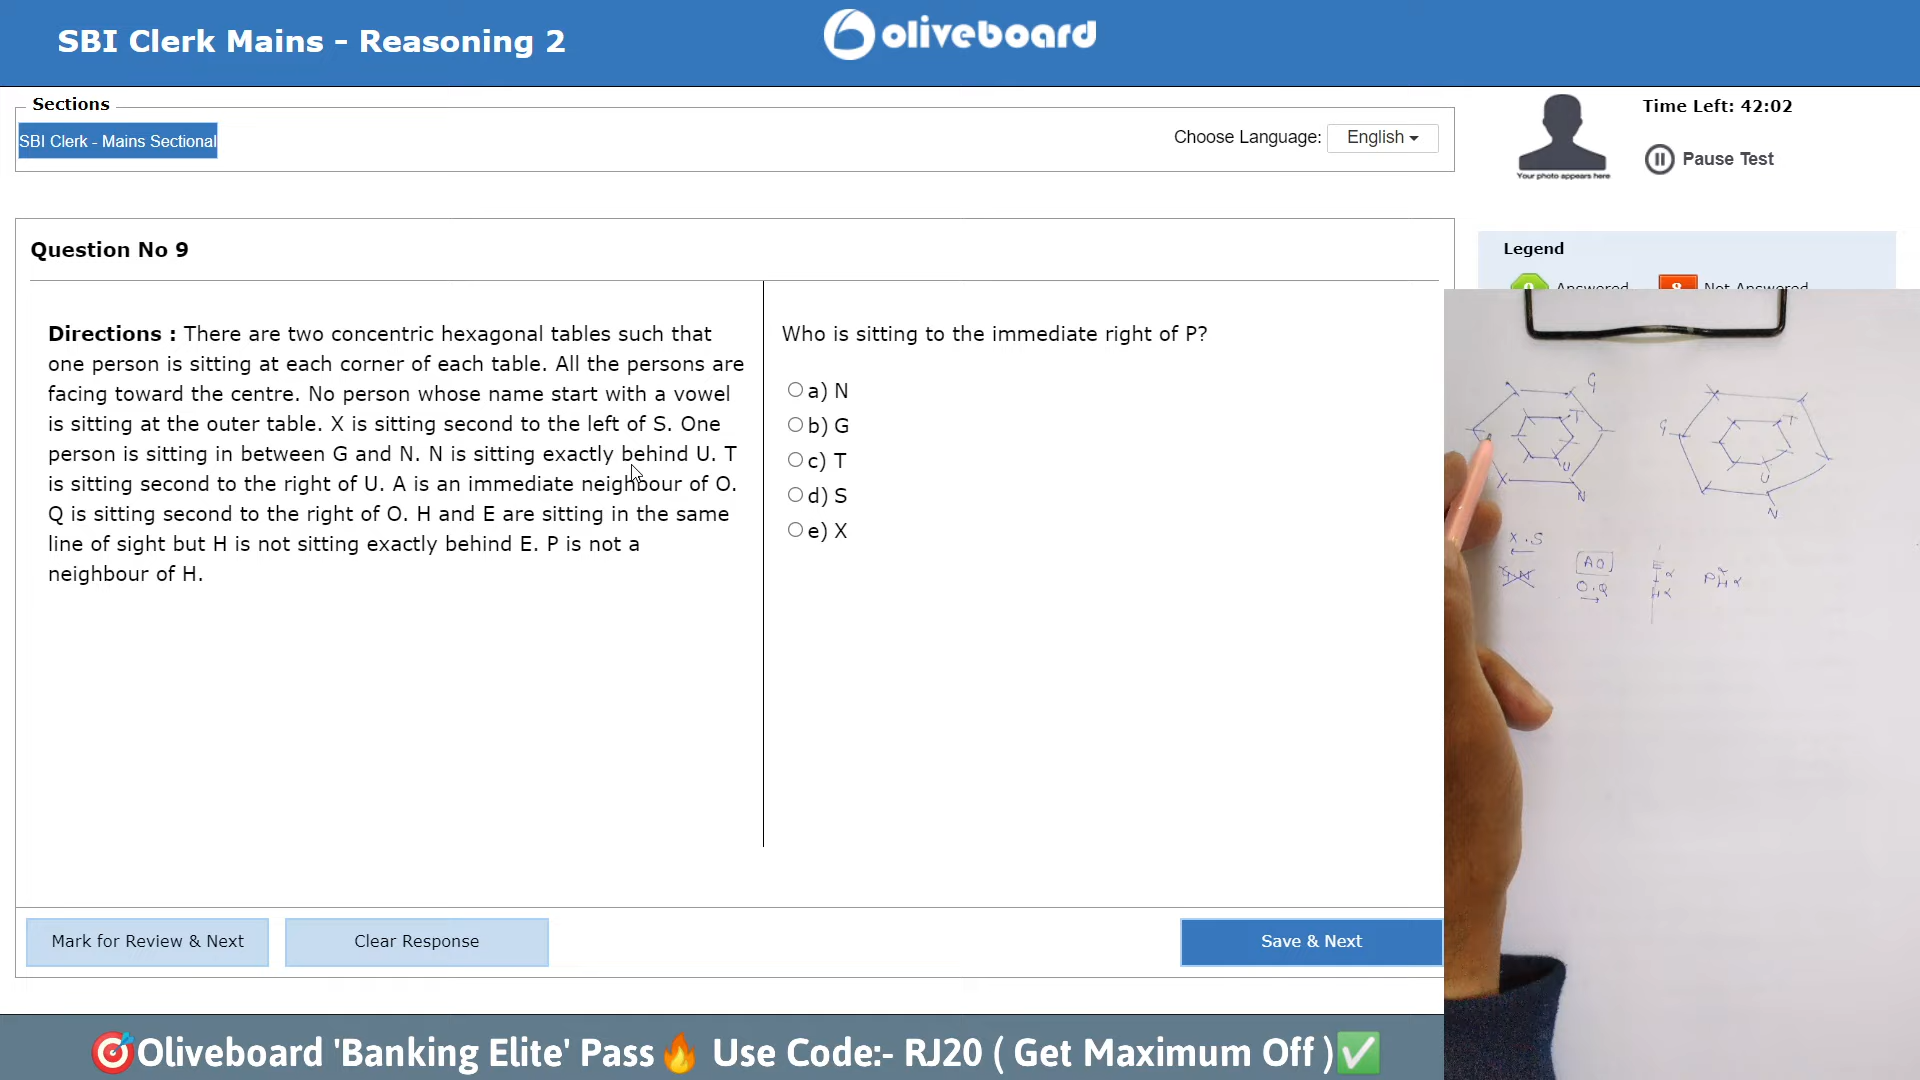 SBI Clerk Mains - Reasoning 2
oliveboard
Sections
SBI Clerk - Mains Sectional
Choose Language:
English
Your photo appears here
Time Left: 42:02
Pause Test
Question No 9
Legend
Answered
Not Answered
Directions : There are two concentric hexagonal tables such that
one person is sitting at each corner of each table. All the persons are
facing toward the centre. No person whose name start with a vowel
is sitting at the outer table. X is sitting second to the left of S. One
person is sitting in between G and N. N is sitting exactly behind U. T
is sitting second to the right of U. A is an immediate neighbour of O.
Q is sitting second to the right of O. H and E are sitting in the same
line of sight but H is not sitting exactly behind E. P is not a
neighbour of H.
Who is sitting to the immediate right of P?
a) N
b) G
c) T
d) S
e) X
G
T
U
N
G
T
U
N
X . S
A O
O . Q
E
H
P H
Mark for Review & Next
Clear Response
Save & Next
🎯Oliveboard 'Banking Elite' Pass🔥 Use Code:- RJ20 ( Get Maximum Off )✅